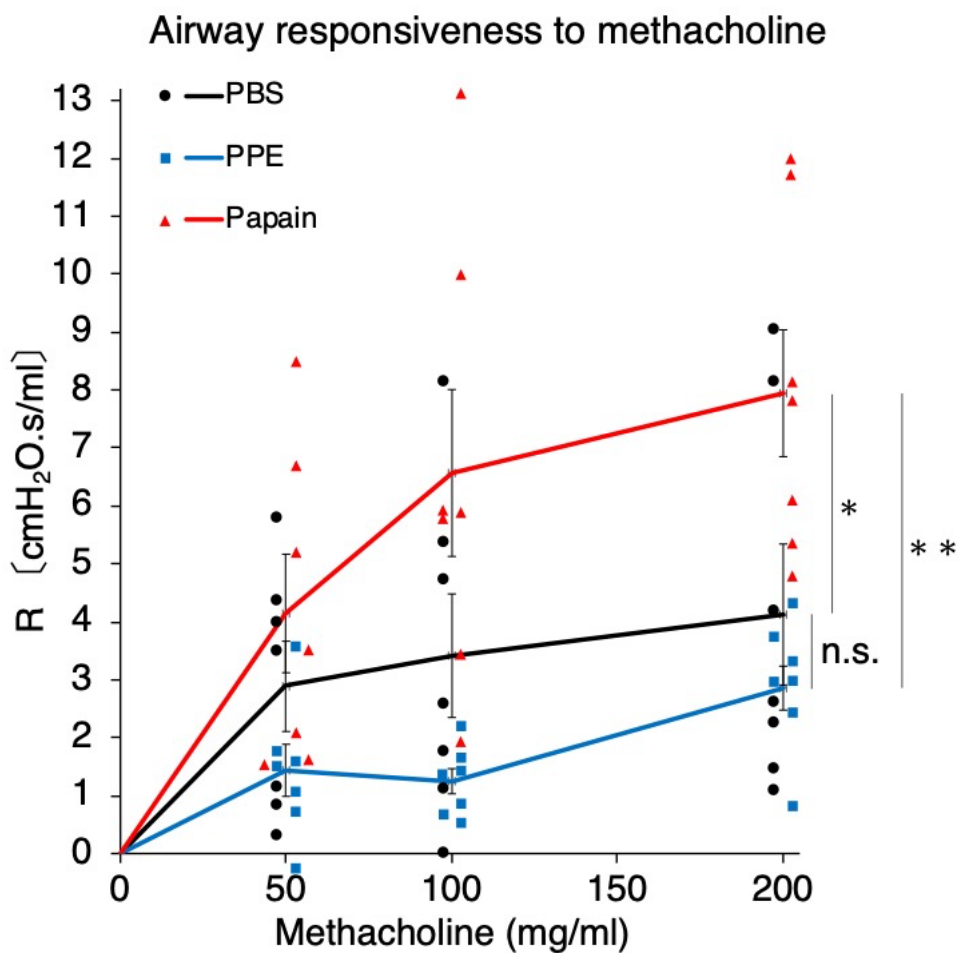 Airway responsiveness to methacholine
PBS
PPE
Papain
R 〔cmH₂O.s/ml〕
13
12
11
10
9
8
7
6
5
4
3
2
1
0
*
* *
n.s.
0 50 100 150 200
Methacholine (mg/ml)